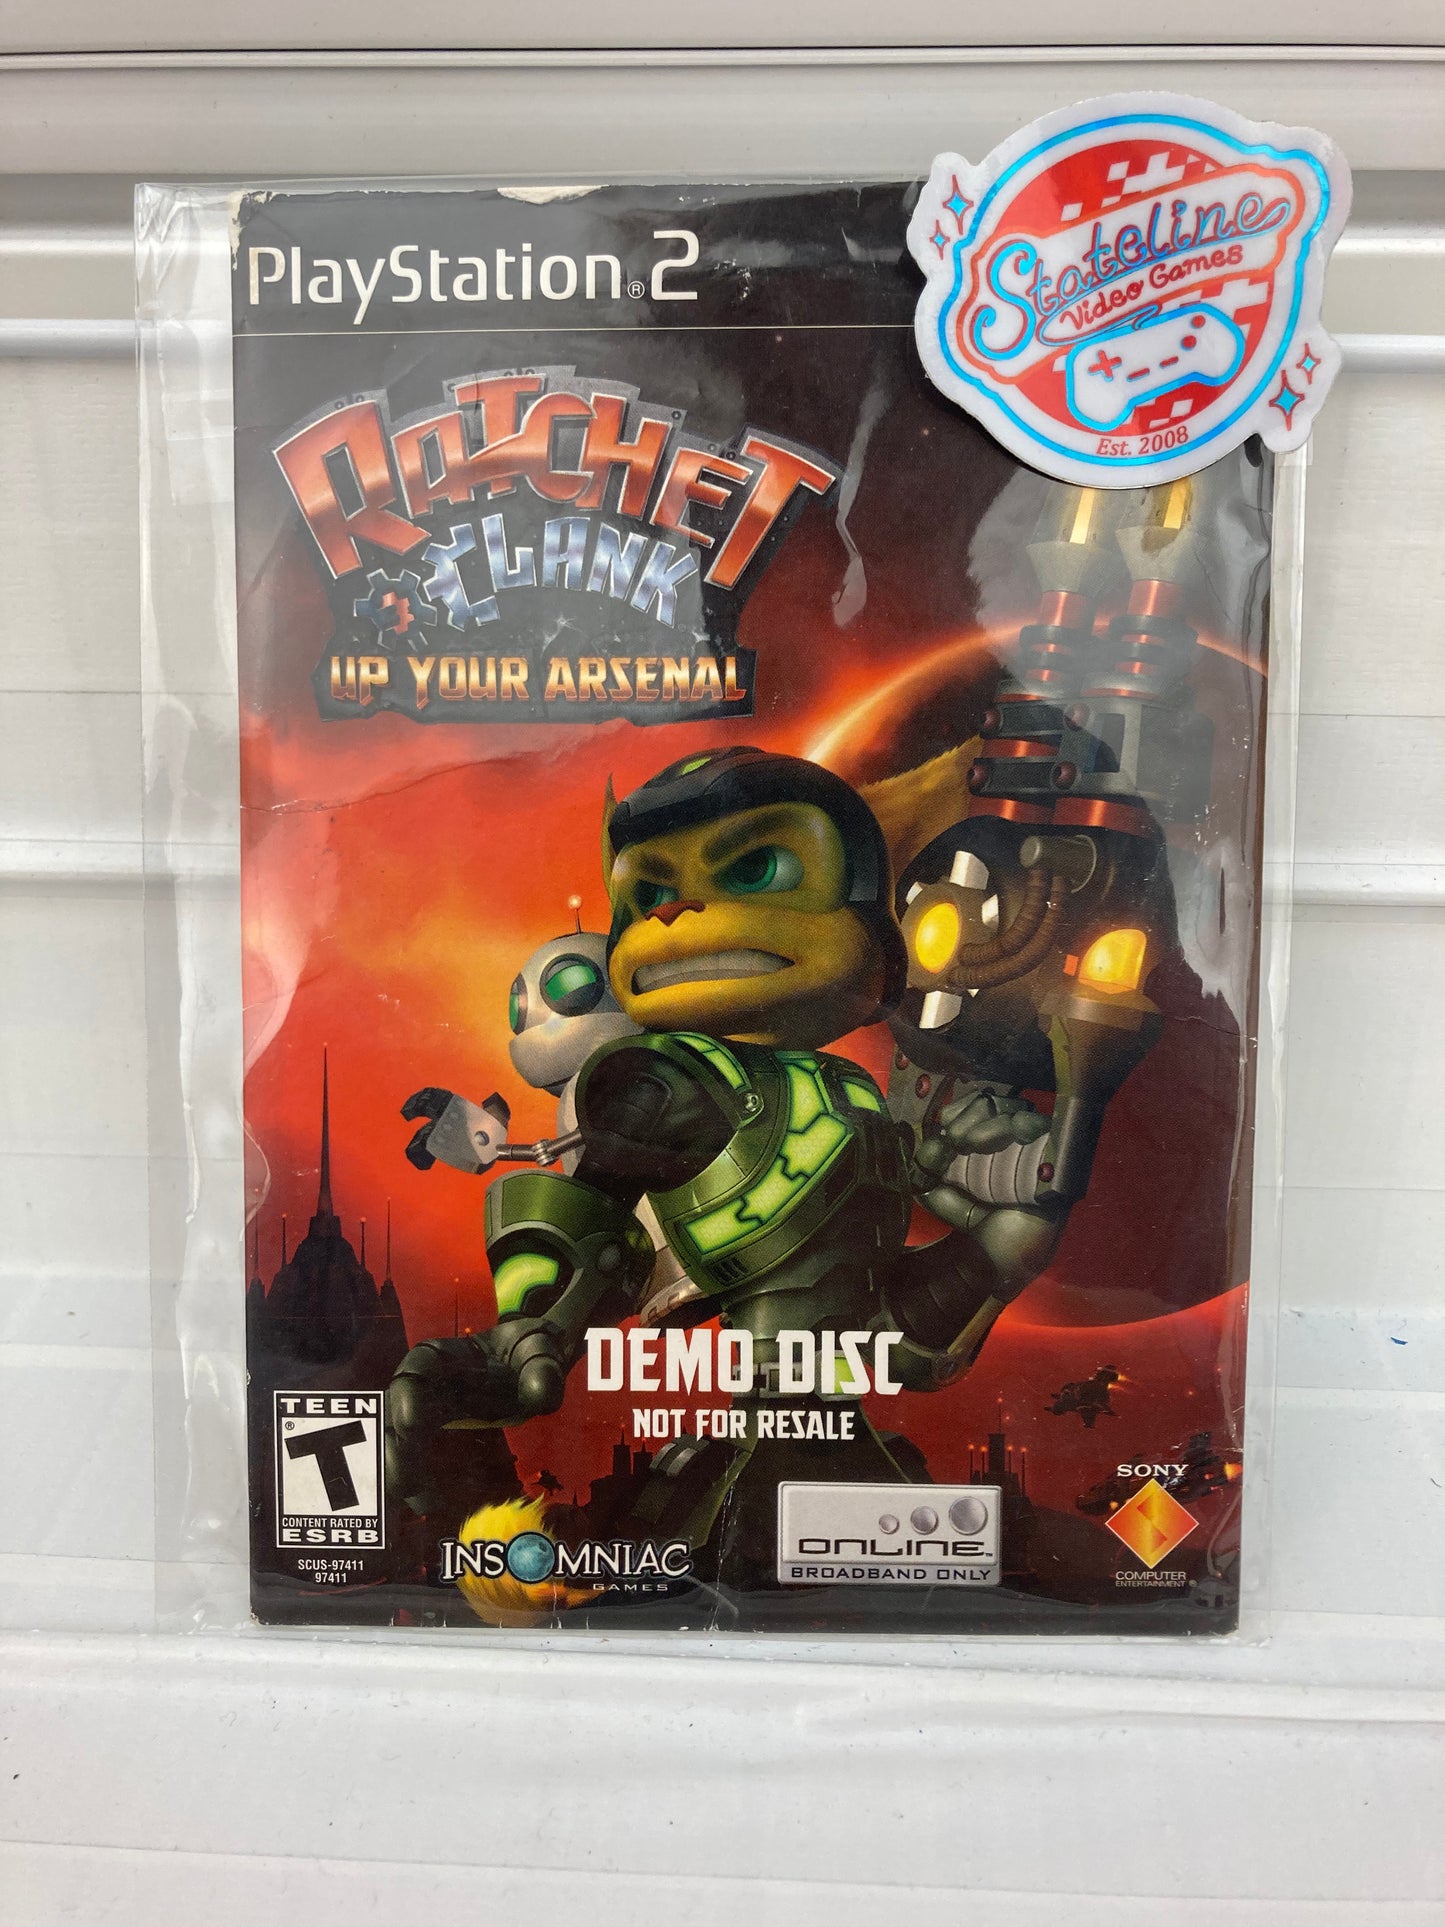 PlayStation®2
Stateline
Video Games
Est. 2008
RATCHET
& CLANK
UP YOUR ARSENAL
DEMO DISC
NOT FOR RESALE
TEEN
®
T
CONTENT RATED BY
ESRB
SCUS-97411
97411
INSOMNIAC
GAMES
ONLINE™
BROADBAND ONLY
SONY
COMPUTER
ENTERTAINMENT®